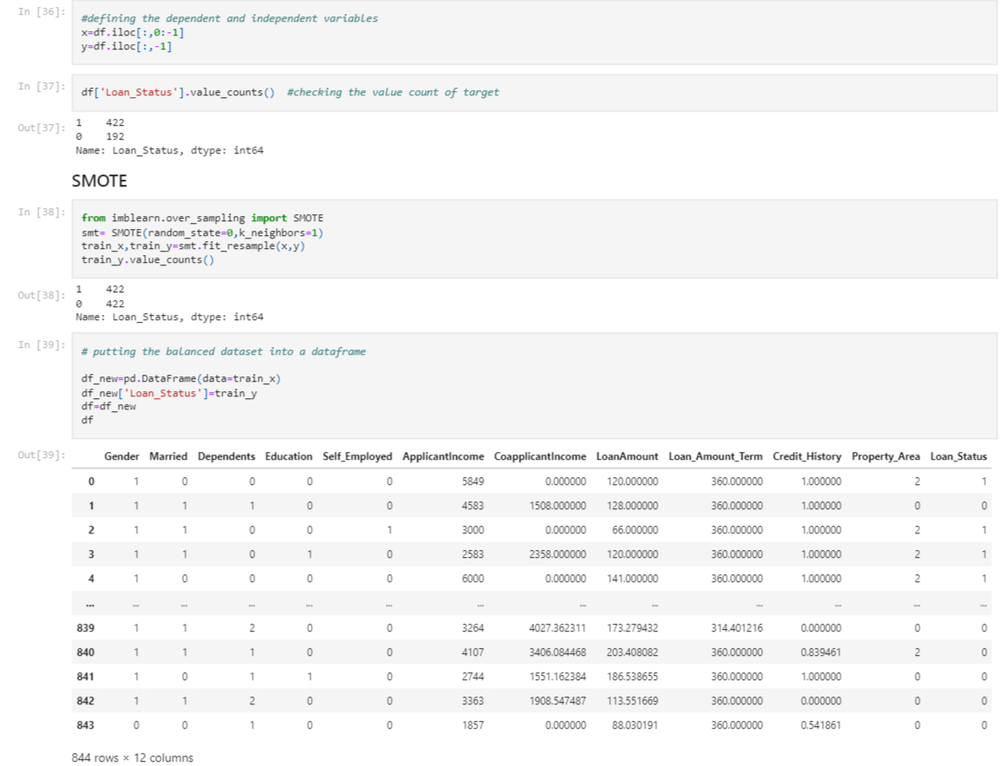 In [36]:
#defining the dependent and independent variables
x=df.iloc[:,0:-1]
y=df.iloc[:,-1]
In [37]:
df['Loan_Status'].value_counts()  #checking the value count of target
Out[37]:
1    422
0    192
Name: Loan_Status, dtype: int64
SMOTE
In [38]:
from imblearn.over_sampling import SMOTE
smt= SMOTE(random_state=0,k_neighbors=1)
train_x,train_y=smt.fit_resample(x,y)
train_y.value_counts()
Out[38]:
1    422
0    422
Name: Loan_Status, dtype: int64
In [39]:
# putting the balanced dataset into a dataframe
df_new=pd.DataFrame(data=train_x)
df_new['Loan_Status']=train_y
df=df_new
df
Out[39]:
Gender Married Dependents Education Self_Employed ApplicantIncome CoapplicantIncome LoanAmount Loan_Amount_Term Credit_History Property_Area Loan_Status
0 1 0 0 0 0 5849 0.000000 120.000000 360.000000 1.000000 2 1
1 1 1 1 0 0 4583 1508.000000 128.000000 360.000000 1.000000 0 0
2 1 1 0 0 1 3000 0.000000 66.000000 360.000000 1.000000 2 1
3 1 1 0 1 0 2583 2358.000000 120.000000 360.000000 1.000000 2 1
4 1 0 0 0 0 6000 0.000000 141.000000 360.000000 1.000000 2 1
... ... ... ... ... ... ... ... ... ... ... ... ...
839 1 1 2 0 0 3264 4027.362311 173.279432 314.401216 0.000000 0 0
840 1 1 1 0 0 4107 3406.084468 203.408082 360.000000 0.839461 2 0
841 1 0 1 1 0 2744 1551.162384 186.538655 360.000000 1.000000 0 0
842 1 1 2 0 0 3363 1908.547487 113.551669 360.000000 0.000000 0 0
843 0 0 1 0 0 1857 0.000000 88.030191 360.000000 0.541861 0 0
844 rows × 12 columns